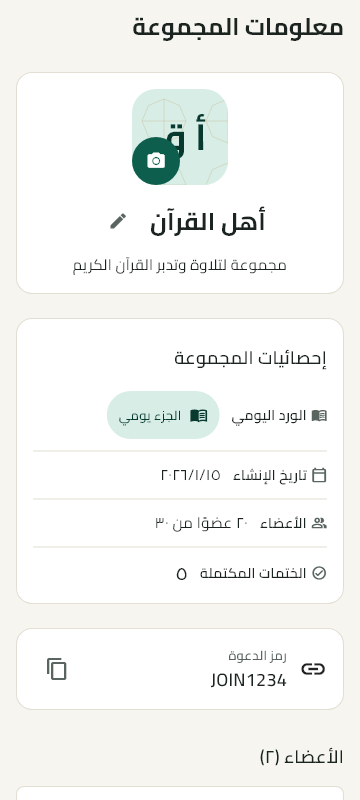 معلومات المجموعة
أ ق
أهل القرآن
مجموعة لتلاوة وتدبر القرآن الكريم
إحصائيات المجموعة
الورد اليومي الجزء يومي
تاريخ الإنشاء ٢٠٢٦/١/١٥
الأعضاء ٢٠ عضوًا من ٣٠
الختمات المكتملة ٥
رمز الدعوة
JOIN1234
الأعضاء (٢)